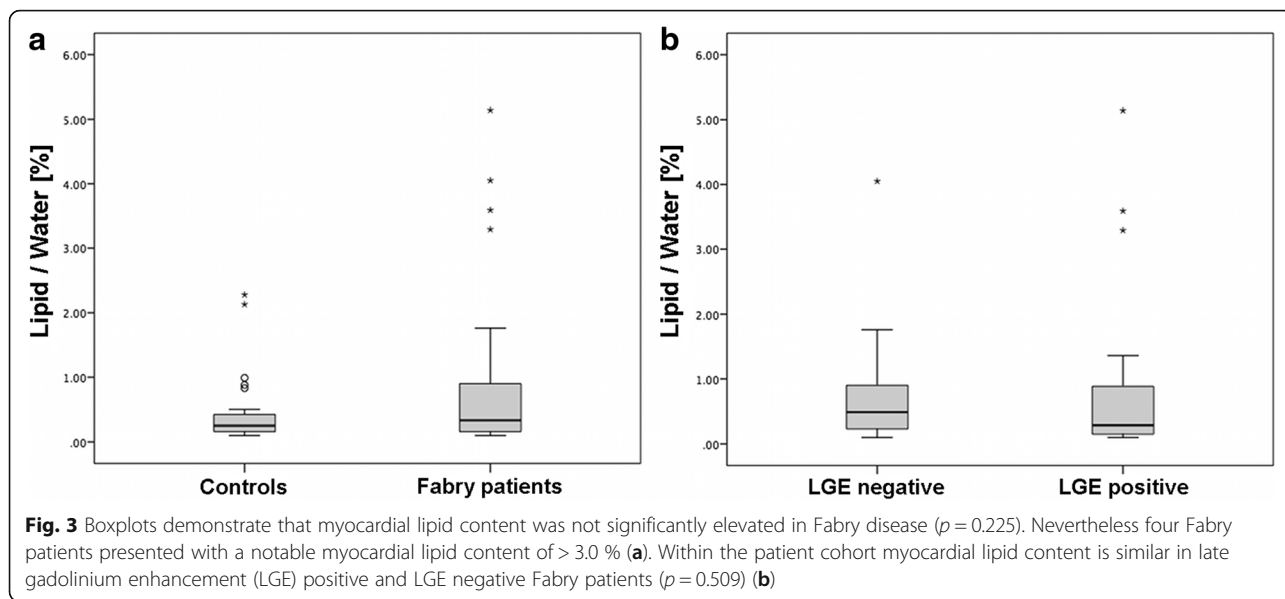 a
6.00
5.00
4.00
3.00
2.00
1.00
.00
Lipid / Water [%]
Controls
Fabry patients
b
6.00
5.00
4.00
3.00
2.00
1.00
.00
Lipid / Water [%]
LGE negative
LGE positive
Fig. 3 Boxplots demonstrate that myocardial lipid content was not significantly elevated in Fabry disease (p = 0.225). Nevertheless four Fabry
patients presented with a notable myocardial lipid content of > 3.0 % (a). Within the patient cohort myocardial lipid content is similar in late
gadolinium enhancement (LGE) positive and LGE negative Fabry patients (p = 0.509) (b)